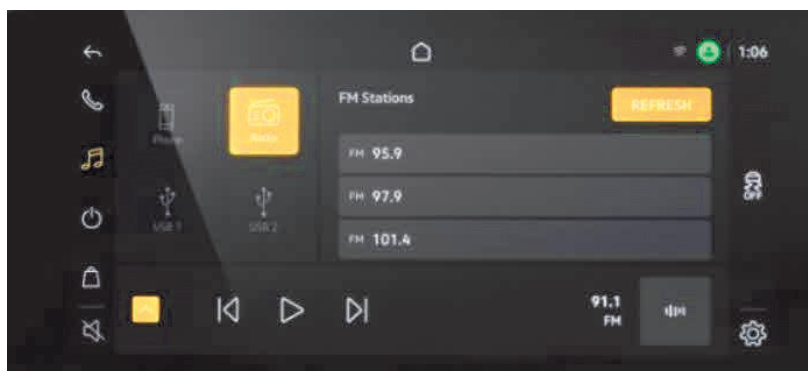 1:06
FM Stations
REFRESH
iPhone
Radio
FM 95.9
FM 97.9
OFF
USB 1
USB 2
FM 101.4
91.1
FM